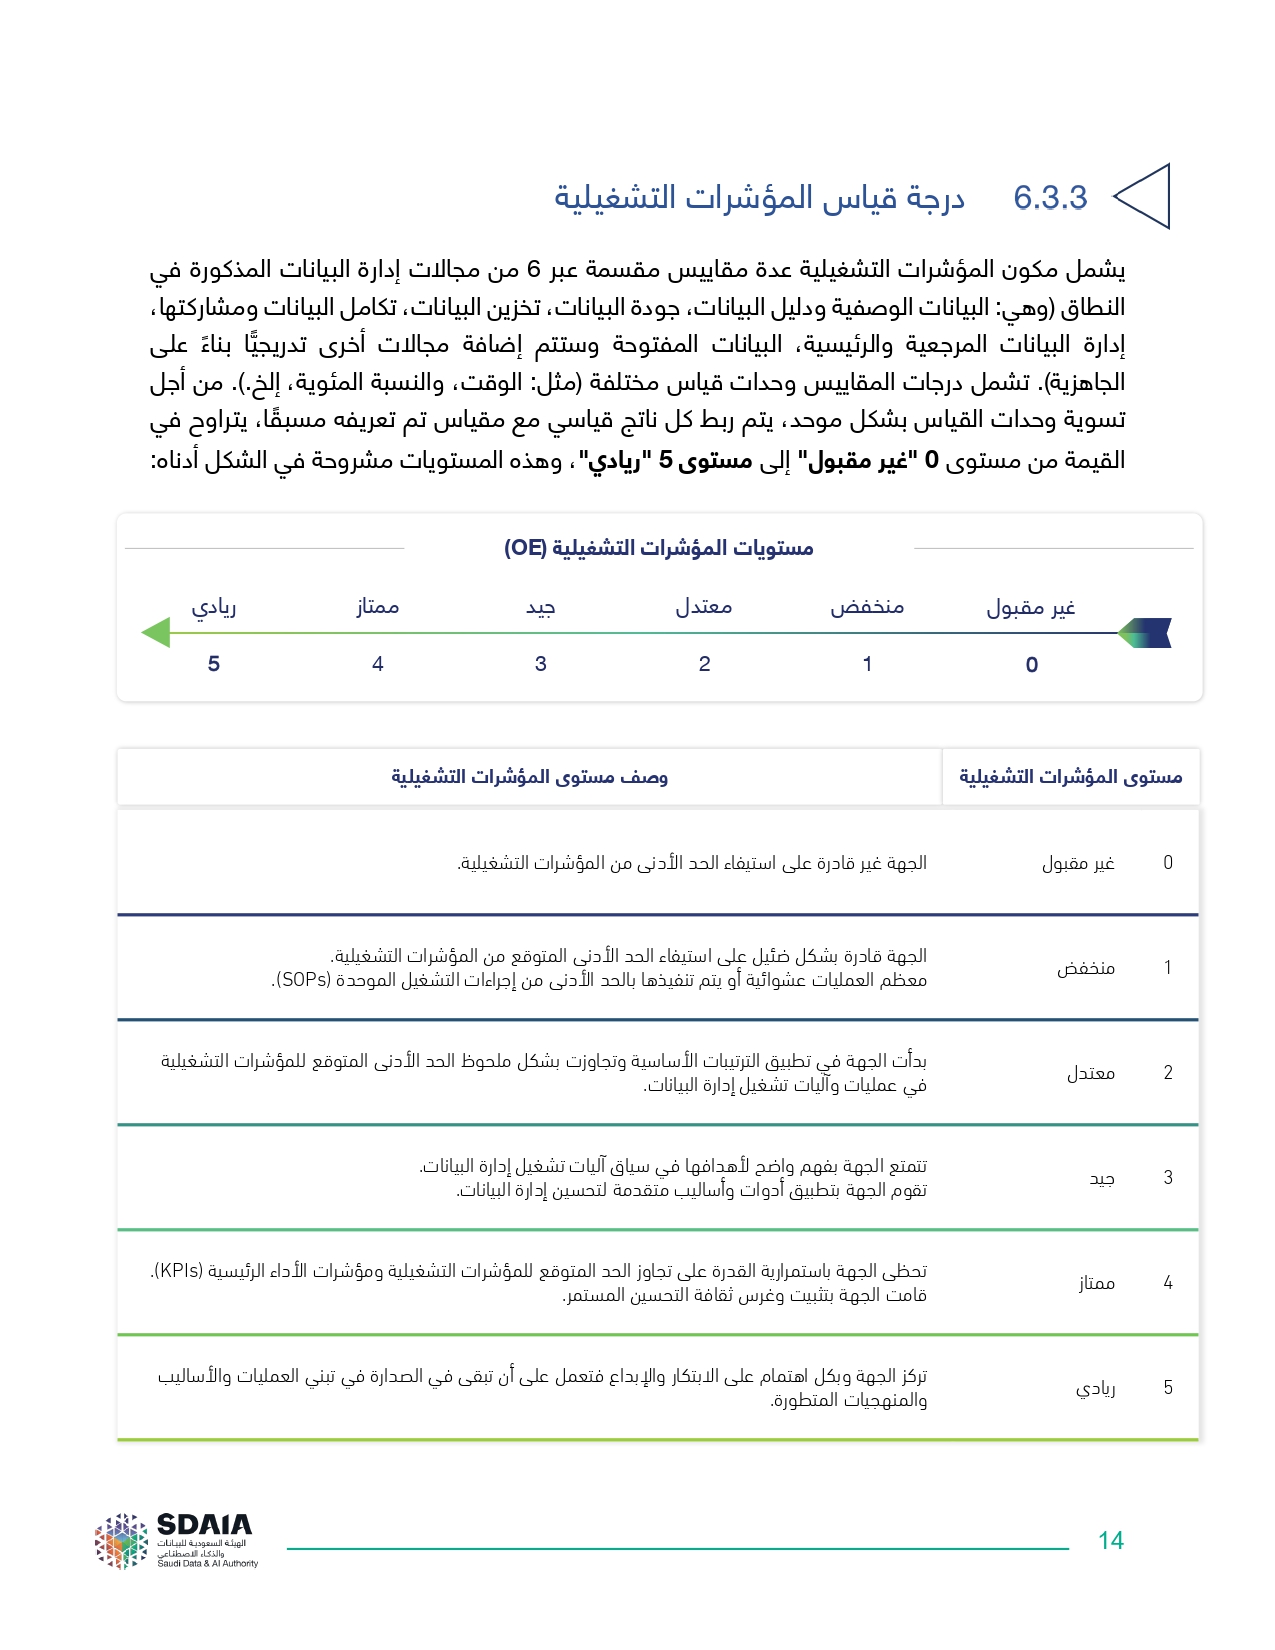 6.3.3 درجة قياس المؤشرات التشغيلية
يشمل مكون المؤشرات التشغيلية عدة مقاييس مقسمة عبر 6 من مجالات إدارة البيانات المذكورة في
النطاق (وهي: البيانات الوصفية ودليل البيانات، جودة البيانات، تخزين البيانات، تكامل البيانات ومشاركتها،
إدارة البيانات المرجعية والرئيسية، البيانات المفتوحة وستتم إضافة مجالات أخرى تدريجيًّا بناءً على
الجاهزية). تشمل درجات المقاييس وحدات قياس مختلفة (مثل: الوقت، والنسبة المئوية، إلخ.). من أجل
تسوية وحدات القياس بشكل موحد، يتم ربط كل ناتج قياسي مع مقياس تم تعريفه مسبقًا، يتراوح في
القيمة من مستوى 0 "غير مقبول" إلى مستوى 5 "ريادي"، وهذه المستويات مشروحة في الشكل أدناه:
مستويات المؤشرات التشغيلية (OE)
غير مقبول منخفض معتدل جيد ممتاز ريادي
0 1 2 3 4 5
مستوى المؤشرات التشغيلية وصف مستوى المؤشرات التشغيلية
0 غير مقبول الجهة غير قادرة على استيفاء الحد الأدنى من المؤشرات التشغيلية.
1 منخفض الجهة قادرة بشكل ضئيل على استيفاء الحد الأدنى المتوقع من المؤشرات التشغيلية.
معظم العمليات عشوائية أو يتم تنفيذها بالحد الأدنى من إجراءات التشغيل الموحدة (SOPs).
2 معتدل بدأت الجهة في تطبيق الترتيبات الأساسية وتجاوزت بشكل ملحوظ الحد الأدنى المتوقع للمؤشرات التشغيلية
في عمليات وآليات تشغيل إدارة البيانات.
3 جيد تتمتع الجهة بفهم واضح لأهدافها في سياق آليات تشغيل إدارة البيانات.
تقوم الجهة بتطبيق أدوات وأساليب متقدمة لتحسين إدارة البيانات.
4 ممتاز تحظى الجهة باستمرارية القدرة على تجاوز الحد المتوقع للمؤشرات التشغيلية ومؤشرات الأداء الرئيسية (KPIs).
قامت الجهة بتثبيت وغرس ثقافة التحسين المستمر.
5 ريادي تركز الجهة وبكل اهتمام على الابتكار والإبداع فتعمل على أن تبقى في الصدارة في تبني العمليات والأساليب
والمنهجيات المتطورة.
14
SDAIA
الهيئة السعودية للبيانات
والذكاء الاصطناعي
Saudi Data & AI Authority